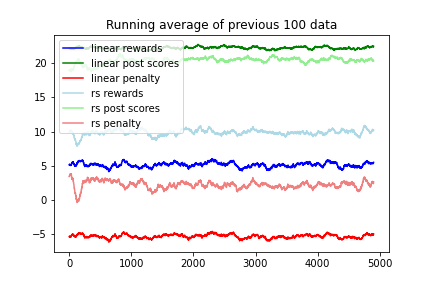 Running average of previous 100 data
linear rewards
linear post scores
linear penalty
rs rewards
rs post scores
rs penalty
20
15
10
5
0
−5
0
1000
2000
3000
4000
5000